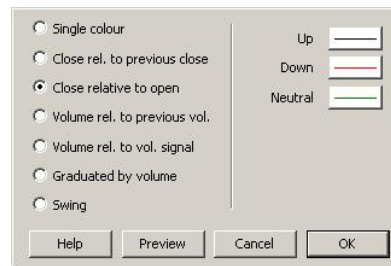 Single colour
Close rel. to previous close
Close relative to open
Volume rel. to previous vol.
Volume rel. to vol. signal
Graduated by volume
Swing
Up
Down
Neutral
Help
Preview
Cancel
OK